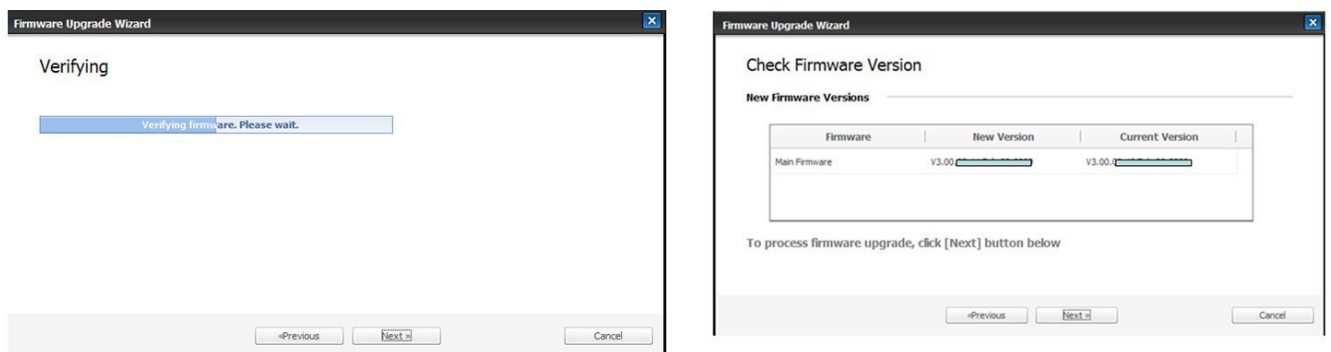 Firmware Upgrade Wizard
Verifying
Verifying firmware. Please wait.
«Previous
Next »
Cancel
Firmware Upgrade Wizard
Check Firmware Version
New Firmware Versions
Firmware New Version Current Version
Main Firmware V3.00. V3.00.
To process firmware upgrade, click [Next] button below
«Previous
Next »
Cancel